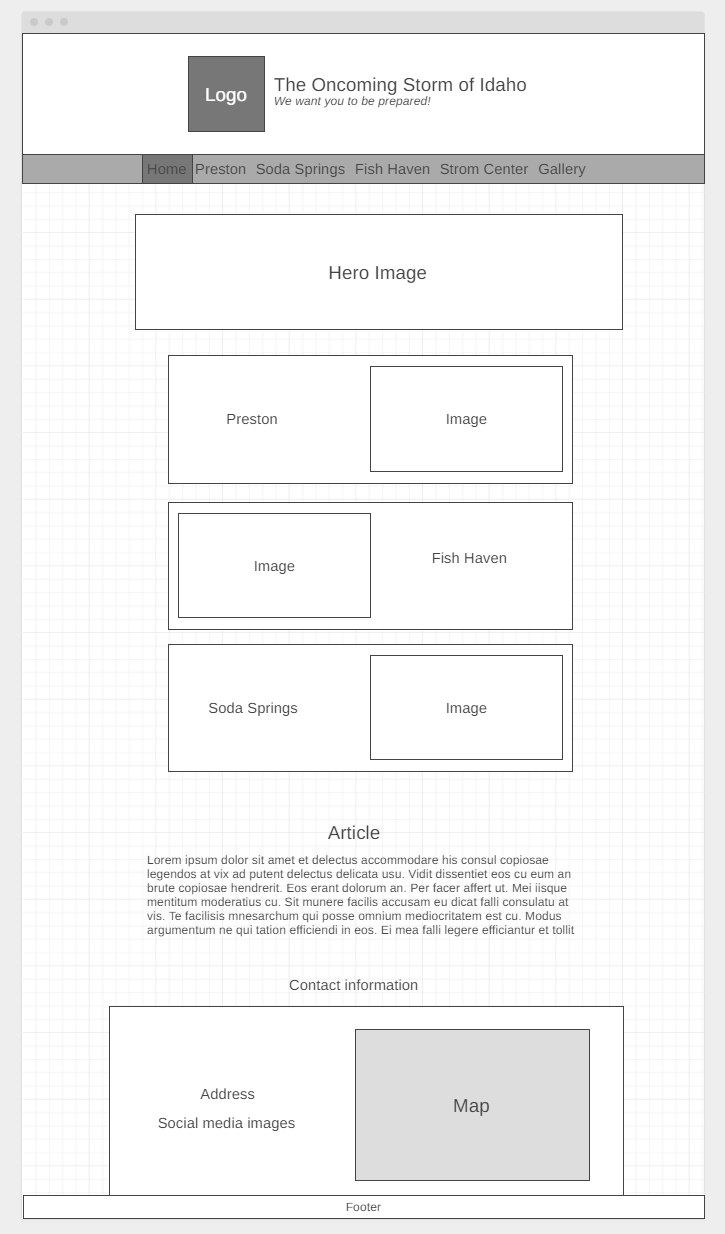 Logo
The Oncoming Storm of Idaho
We want you to be prepared!
Home Preston Soda Springs Fish Haven Strom Center Gallery
Hero Image
Preston
Image
Image
Fish Haven
Soda Springs
Image
Article
Lorem ipsum dolor sit amet et delectus accommodare his consul copiosae
legendos at vix ad putent delectus delicata usu. Vidit dissentiet eos cu eum an
brute copiosae hendrerit. Eos erant dolorum an. Per facer affert ut. Mei iisque
mentitum moderatius cu. Sit munere facilis accusam eu dicat falli consulatu at
vis. Te facilisis mnesarchum qui posse omnium mediocritatem est cu. Modus
argumentum ne qui tation efficiendi in eos. Ei mea falli legere efficiantur et tollit
Contact information
Address
Social media images
Map
Footer